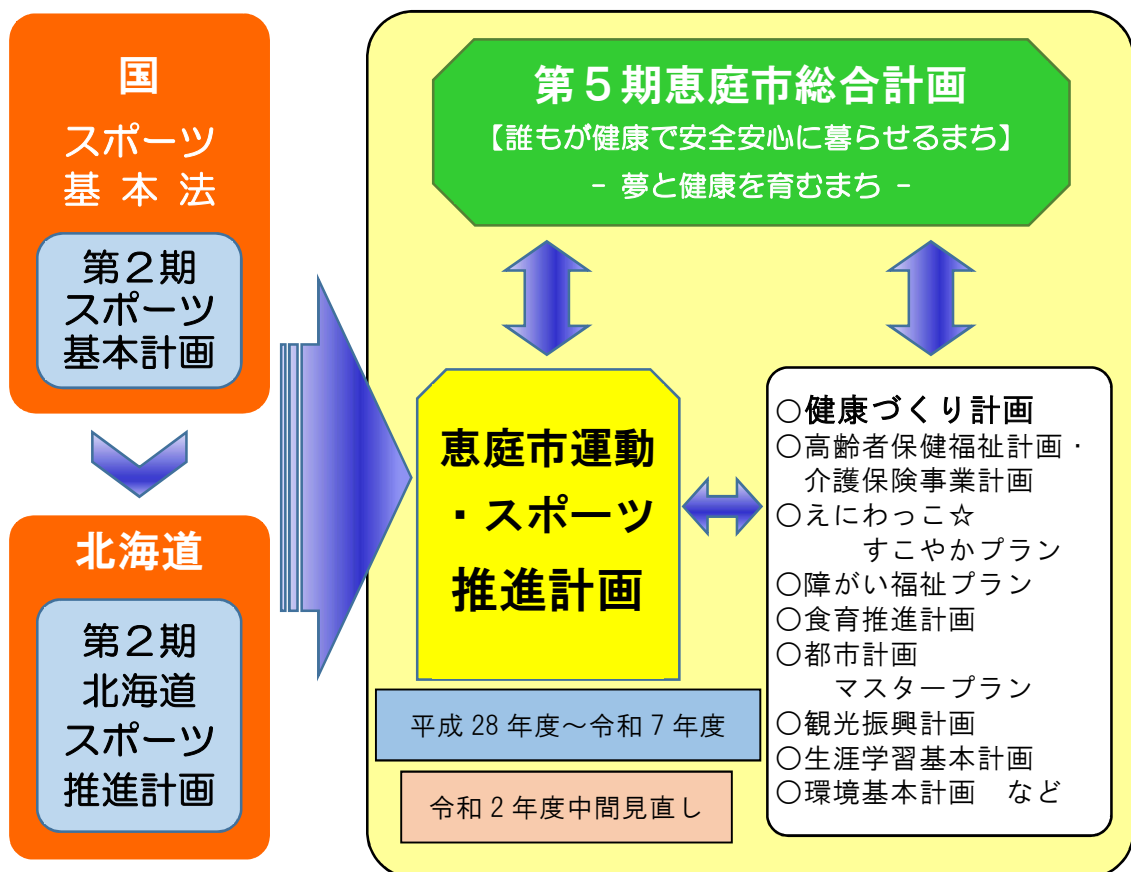 国
スポーツ
基 本 法
第２期
スポーツ
基本計画
北海道
第２期
北海道
スポーツ
推進計画
第５期恵庭市総合計画
【誰もが健康で安全安心に暮らせるまち】
- 夢と健康を育むまち -
恵庭市運動
・スポーツ
推進計画
平成 28 年度～令和 7 年度
令和 2 年度中間見直し
○健康づくり計画
○高齢者保健福祉計画・
介護保険事業計画
○えにわっこ☆
すこやかプラン
○障がい福祉プラン
○食育推進計画
○都市計画
マスタープラン
○観光振興計画
○生涯学習基本計画
○環境基本計画　など